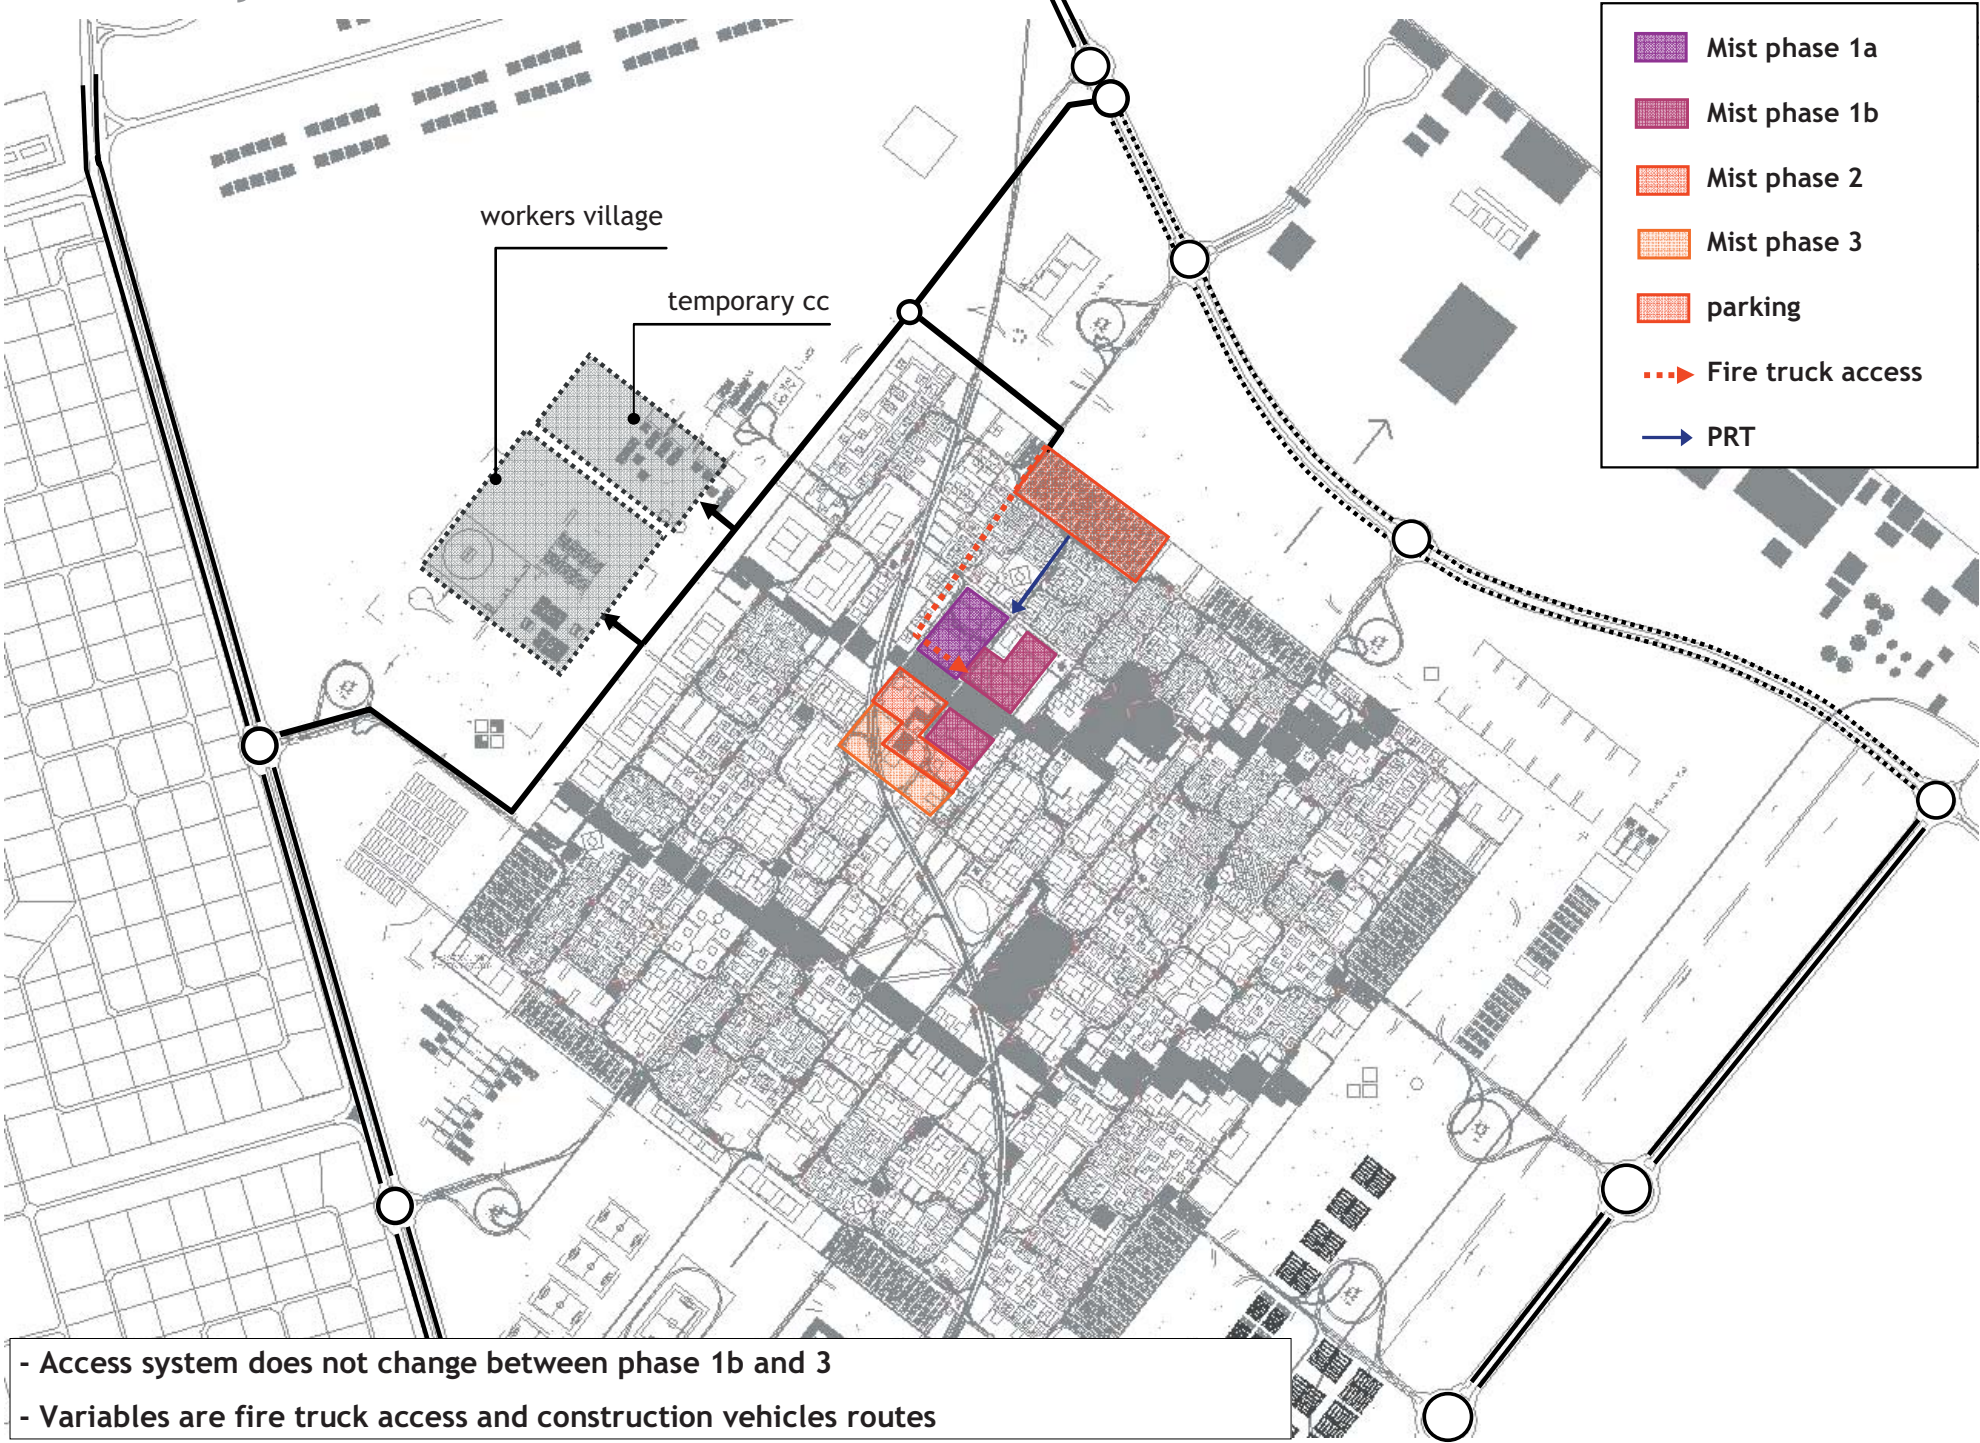 Mist phase 1a
Mist phase 1b
Mist phase 2
Mist phase 3
parking
Fire truck access
PRT
workers village
temporary cc
- Access system does not change between phase 1b and 3
- Variables are fire truck access and construction vehicles routes